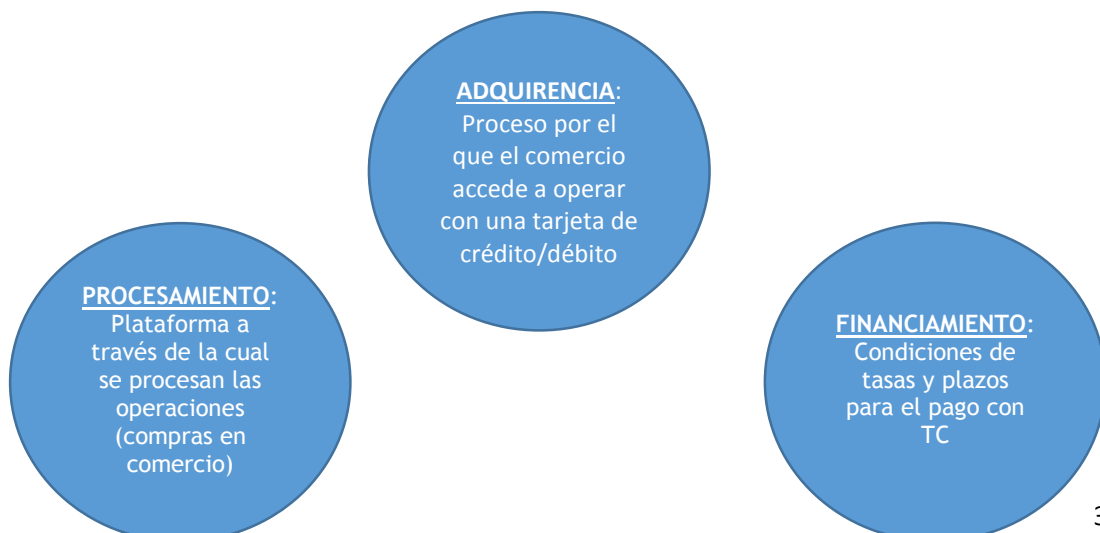 ADQUIRENCIA:
Proceso por el
que el comercio
accede a operar
con una tarjeta de
crédito/débito
PROCESAMIENTO:
Plataforma a
través de la cual
se procesan las
operaciones
(compras en
comercio)
FINANCIAMIENTO:
Condiciones de
tasas y plazos
para el pago con
TC
3